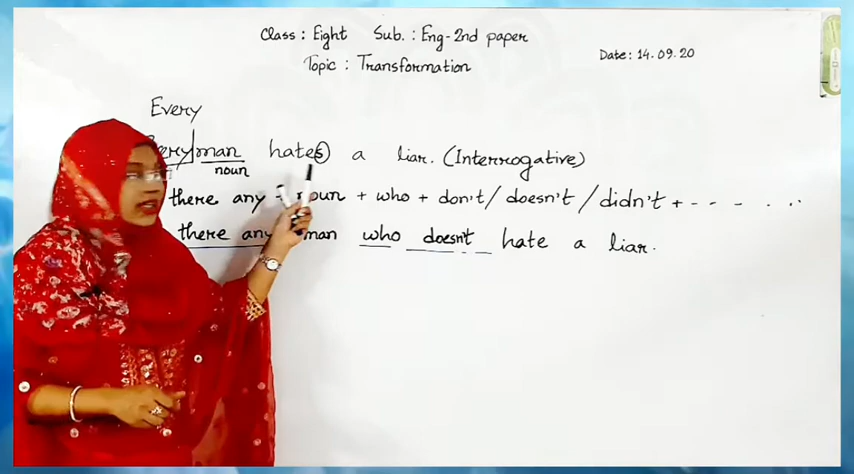 Class : Eight Sub. : Eng-2nd paper
Date: 14.09.20
Topic : Transformation
Every
man hates a liar. (Interrogative)
noun
there any + noun + who + don't / doesn't / didn't + - - - . . .
there any man who doesn't hate a liar.